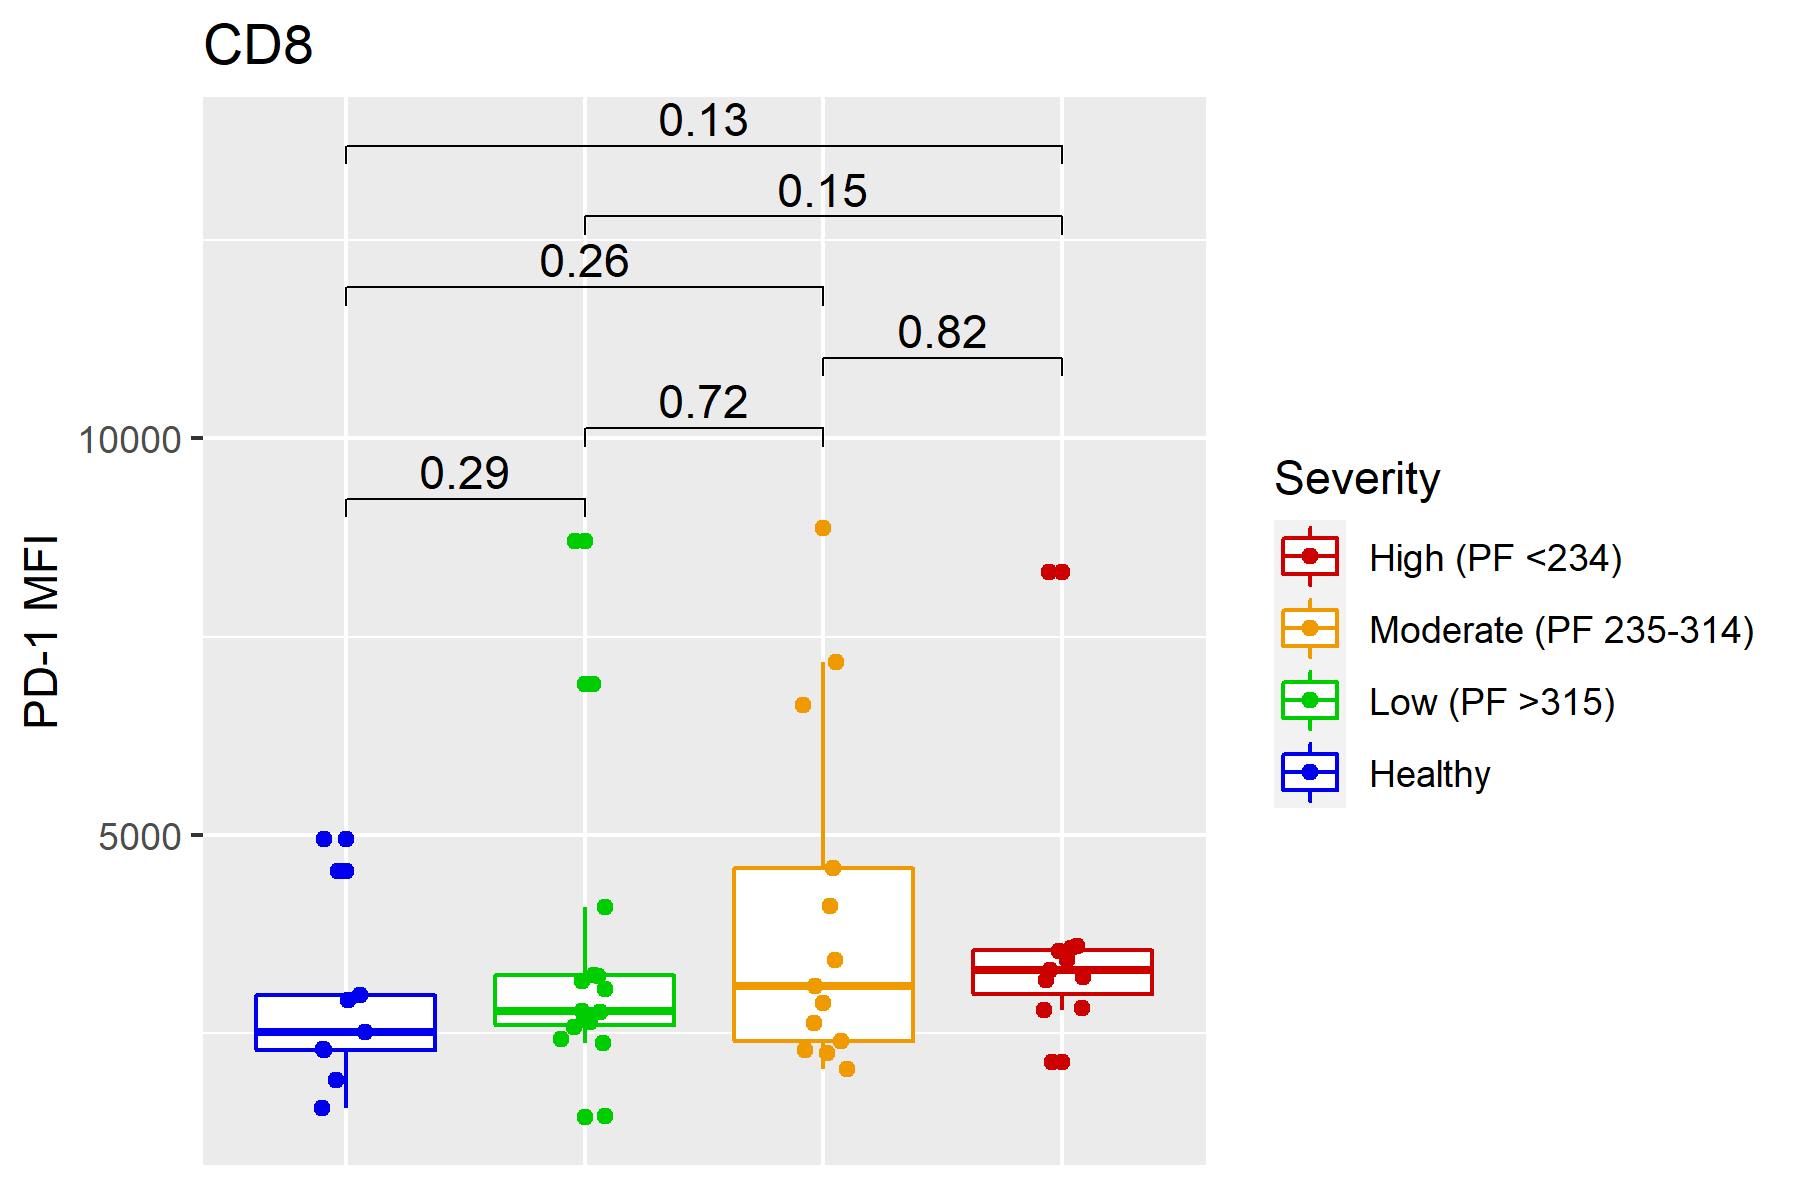 CD8
0.13
0.15
0.26
0.82
0.72
0.29
10000
5000
PD-1 MFI
Severity
High (PF <234)
Moderate (PF 235-314)
Low (PF >315)
Healthy